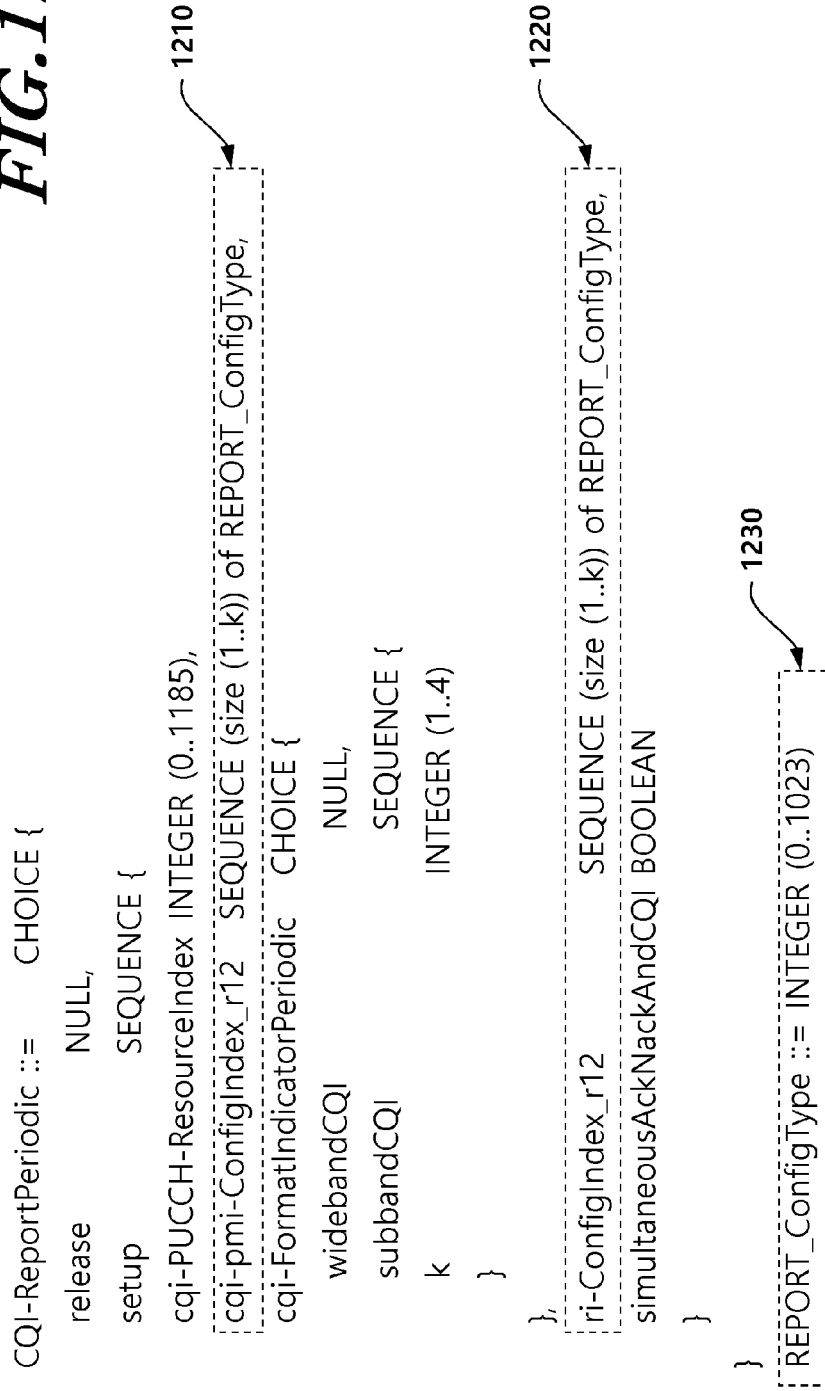 FIG.1
CQI-ReportPeriodic ::= CHOICE {
release NULL,
setup SEQUENCE {
cqi-PUCCH-ResourceIndex INTEGER (0..1185),
1210
cqi-pmi-ConfigIndex_r12 SEQUENCE (size (1..k)) of REPORT_ConfigType,
cqi-FormatIndicatorPeriodic CHOICE {
widebandCQI NULL,
subbandCQI SEQUENCE {
k INTEGER (1..4)
}
},
1220
ri-ConfigIndex_r12 SEQUENCE (size (1..k)) of REPORT_ConfigType,
simultaneousAckNackAndCQI BOOLEAN
}
}
1230
REPORT_ConfigType ::= INTEGER (0..1023)